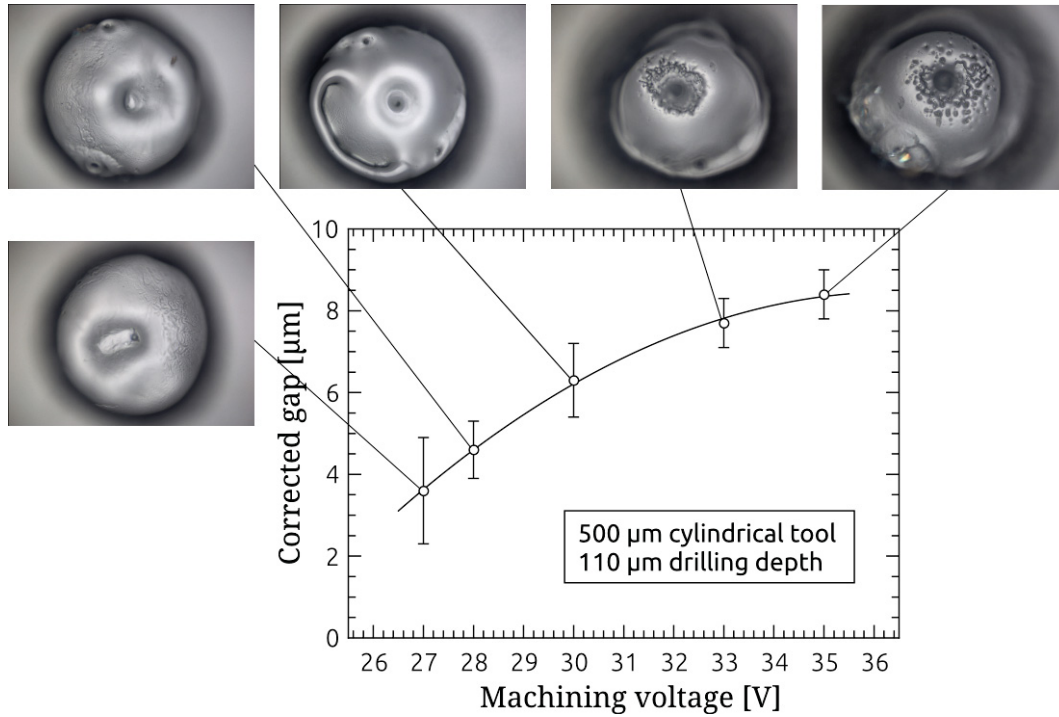 10
8
6
4
2
0
Corrected gap [µm]
500 µm cylindrical tool
110 µm drilling depth
26 27 28 29 30 31 32 33 34 35 36
Machining voltage [V]